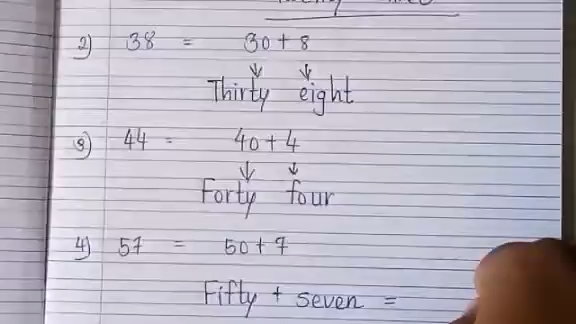 2) 38 = 30 + 8
↓ ↓
Thirty eight
3) 44 = 40 + 4
↓ ↓
Forty four
4) 57 = 50 + 7
Fifty + seven =